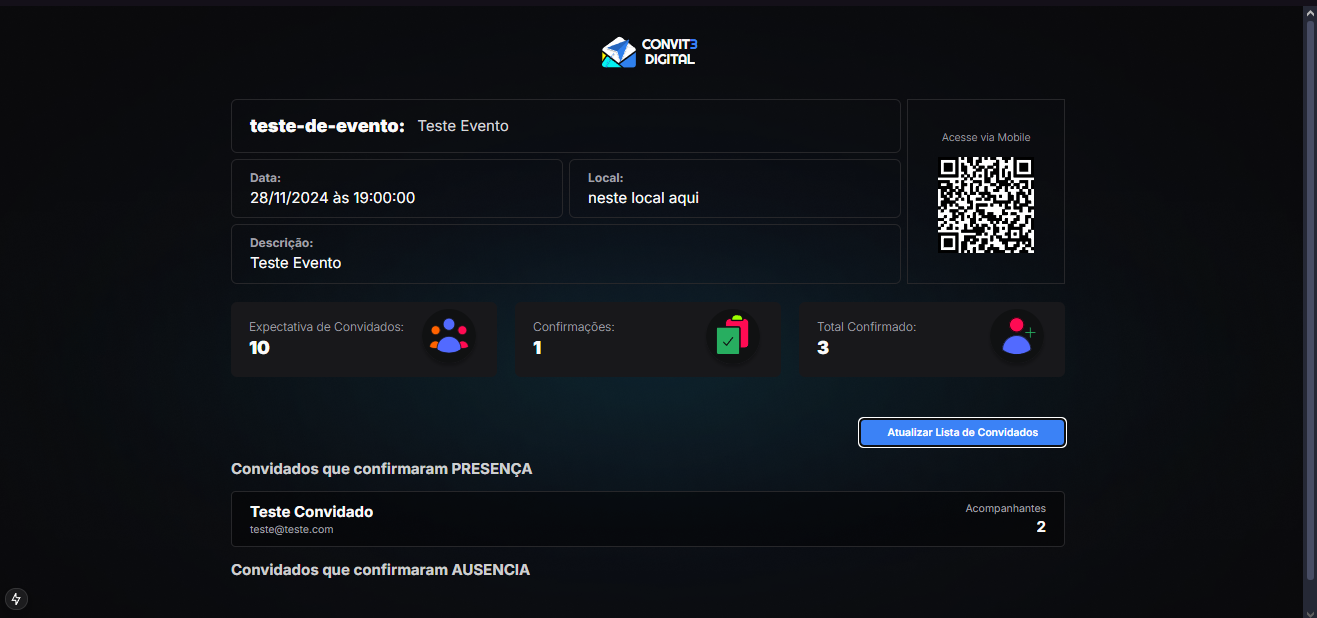 CONVIT3
DIGITAL
teste-de-evento: Teste Evento
Acesse via Mobile
Data:
28/11/2024 às 19:00:00
Local:
neste local aqui
Descrição:
Teste Evento
Expectativa de Convidados:
10
Confirmações:
1
Total Confirmado:
3
Atualizar Lista de Convidados
Convidados que confirmaram PRESENÇA
Teste Convidado
teste@teste.com
Acompanhantes
2
Convidados que confirmaram AUSENCIA